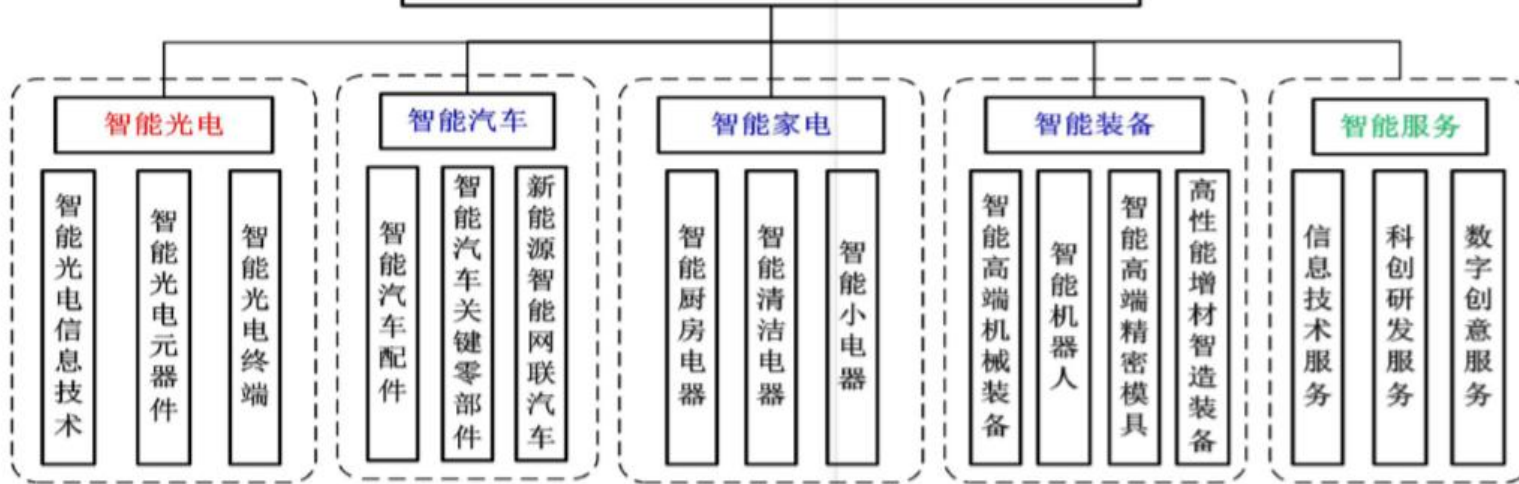 智能光电
智能光电信息技术
智能光电元器件
智能光电终端
智能汽车
智能汽车配件
智能汽车关键零部件
新能源智能网联汽车
智能家电
智能厨房电器
智能清洁电器
智能小电器
智能装备
智能高端机械装备
智能机器人
智能高端精密模具
高性能增材智造装备
智能服务
信息技术服务
科创研发服务
数字创意服务